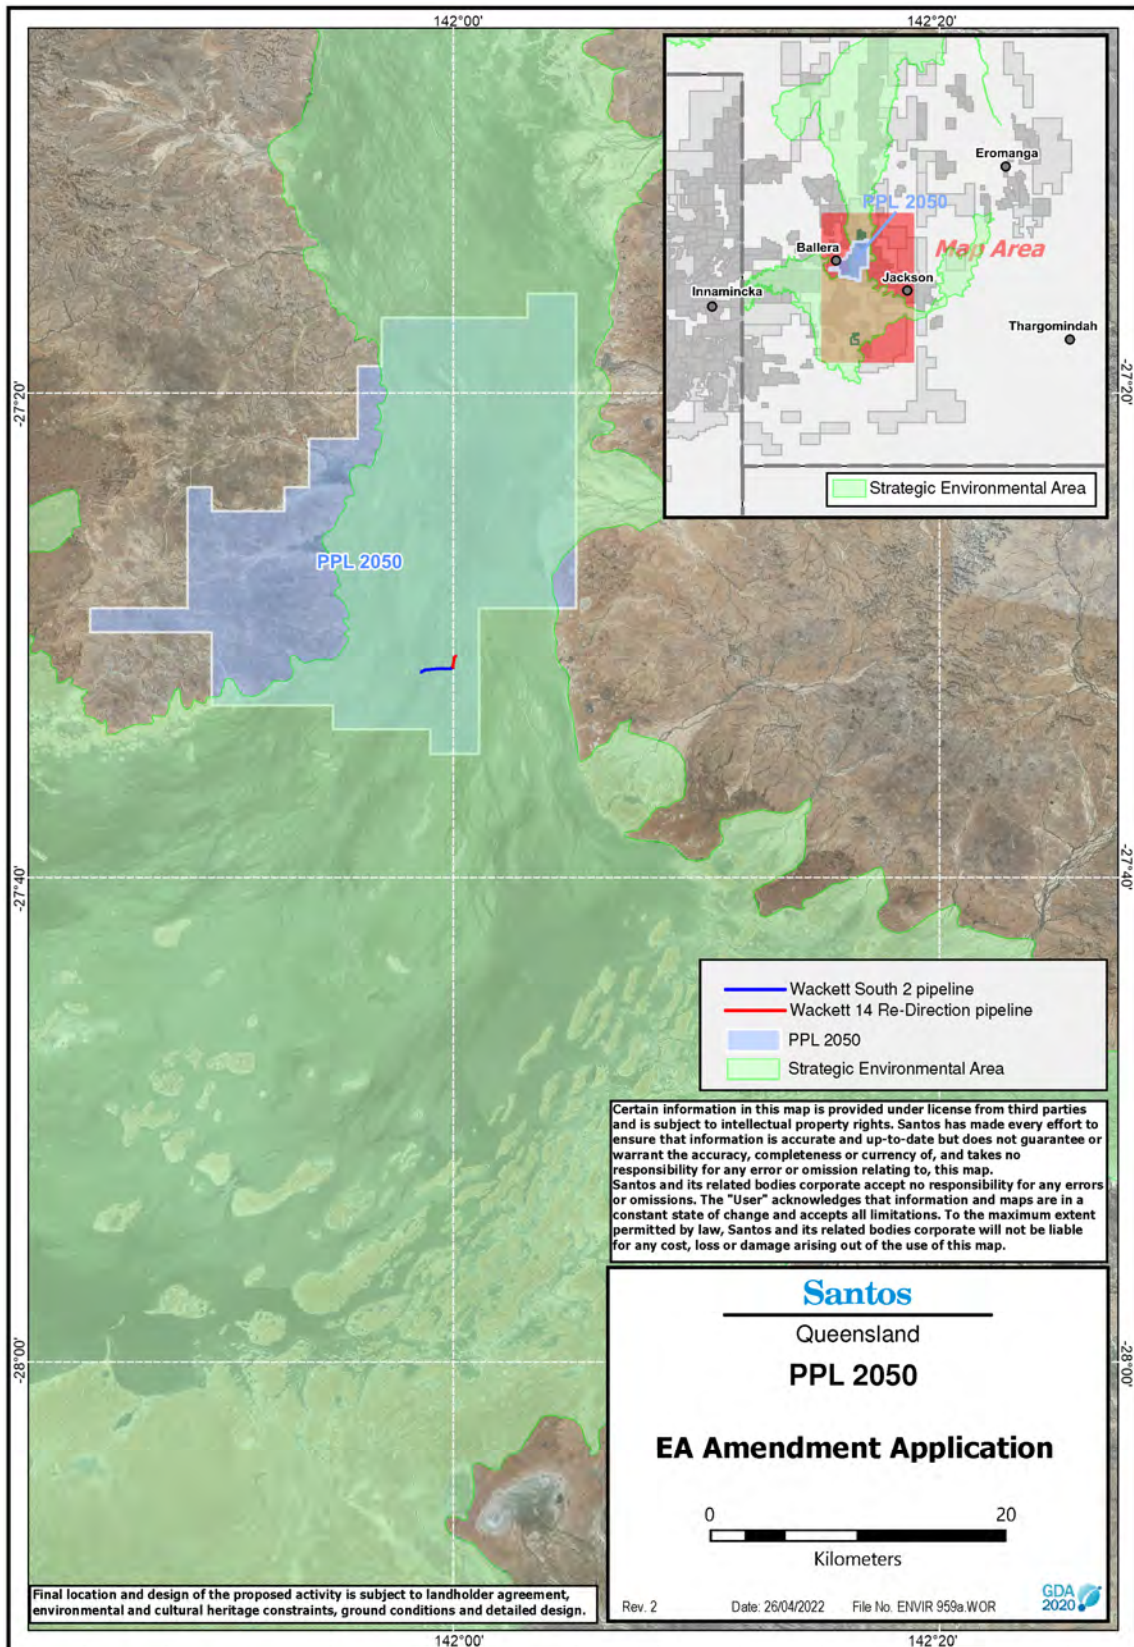 142°00'
142°20'
Eromanga
PPL 2050
Ballera
Map Area
Jackson
Innamincka
Thargomindah
-27°20'
-27°20'
Strategic Environmental Area
PPL 2050
-27°40'
-27°40'
Wackett South 2 pipeline
Wackett 14 Re-Direction pipeline
PPL 2050
Strategic Environmental Area
Certain information in this map is provided under license from third parties
and is subject to intellectual property rights. Santos has made every effort to
ensure that information is accurate and up-to-date but does not guarantee or
warrant the accuracy, completeness or currency of, and takes no
responsibility for any error or omission relating to, this map.
Santos and its related bodies corporate accept no responsibility for any errors
or omissions. The "User" acknowledges that information and maps are in a
constant state of change and accepts all limitations. To the maximum extent
permitted by law, Santos and its related bodies corporate will not be liable
for any cost, loss or damage arising out of the use of this map.
Santos
Queensland
-28°00'
-28°00'
PPL 2050
EA Amendment Application
0 20
Kilometers
Final location and design of the proposed activity is subject to landholder agreement,
environmental and cultural heritage constraints, ground conditions and detailed design.
Rev. 2 Date: 26/04/2022 File No. ENVIR 959a.WOR
GDA
2020
142°00'
142°20'